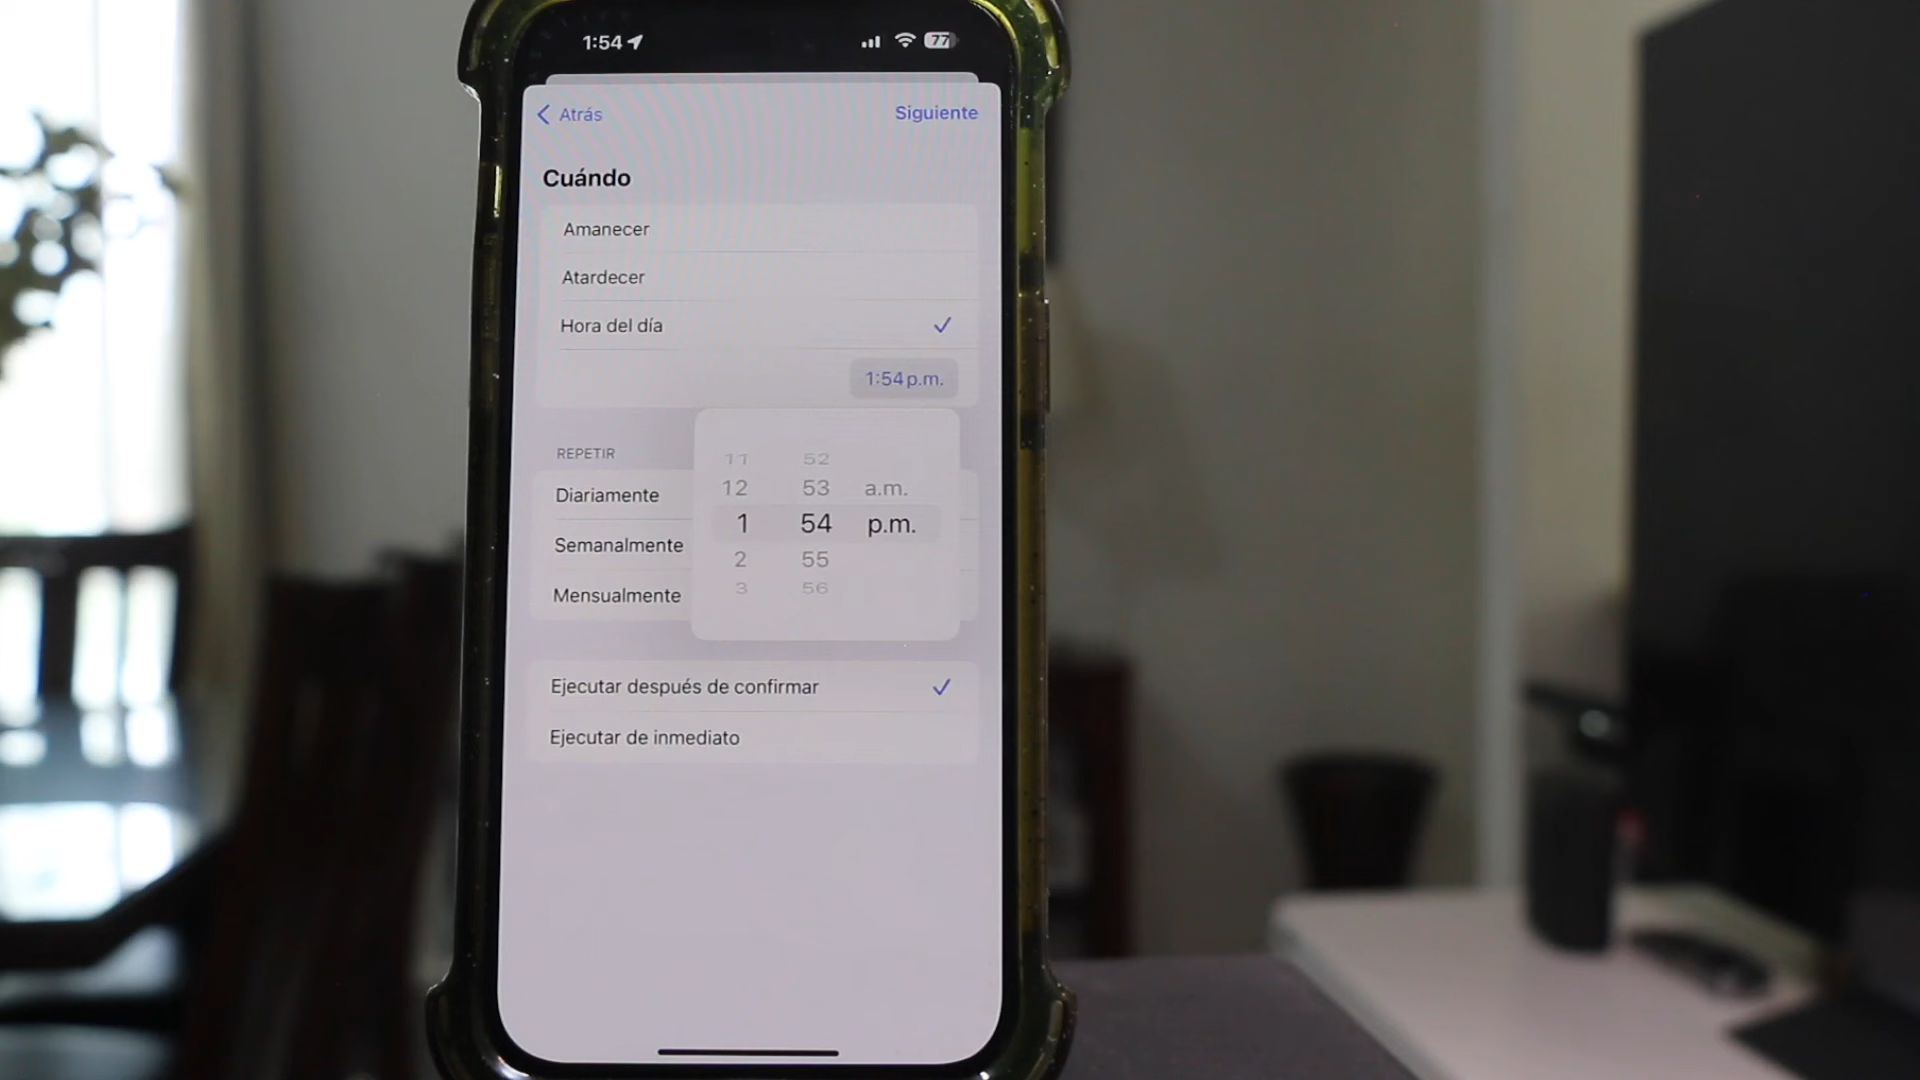 1:54
77
Atrás
Siguiente
Cuándo
Amanecer
Atardecer
Hora del día
1:54 p.m.
REPETIR
Diariamente
Semanalmente
Mensualmente
11 52
12 53 a.m.
1 54 p.m.
2 55
3 56
Ejecutar después de confirmar
Ejecutar de inmediato